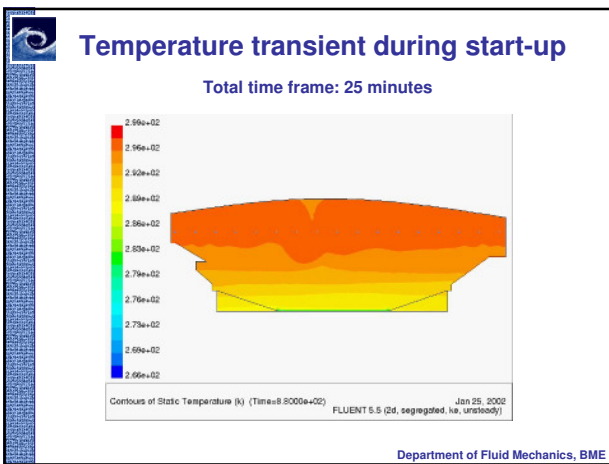 Temperature transient during start-up
Total time frame: 25 minutes
2.99e+02
2.96e+02
2.92e+02
2.89e+02
2.86e+02
2.83e+02
2.79e+02
2.76e+02
2.73e+02
2.69e+02
2.66e+02
Contours of Static Temperature (k) (Time=8.8000e+02)
Jan 25, 2002
FLUENT 5.5 (2d, segregated, ke, unsteady)
Department of Fluid Mechanics, BME